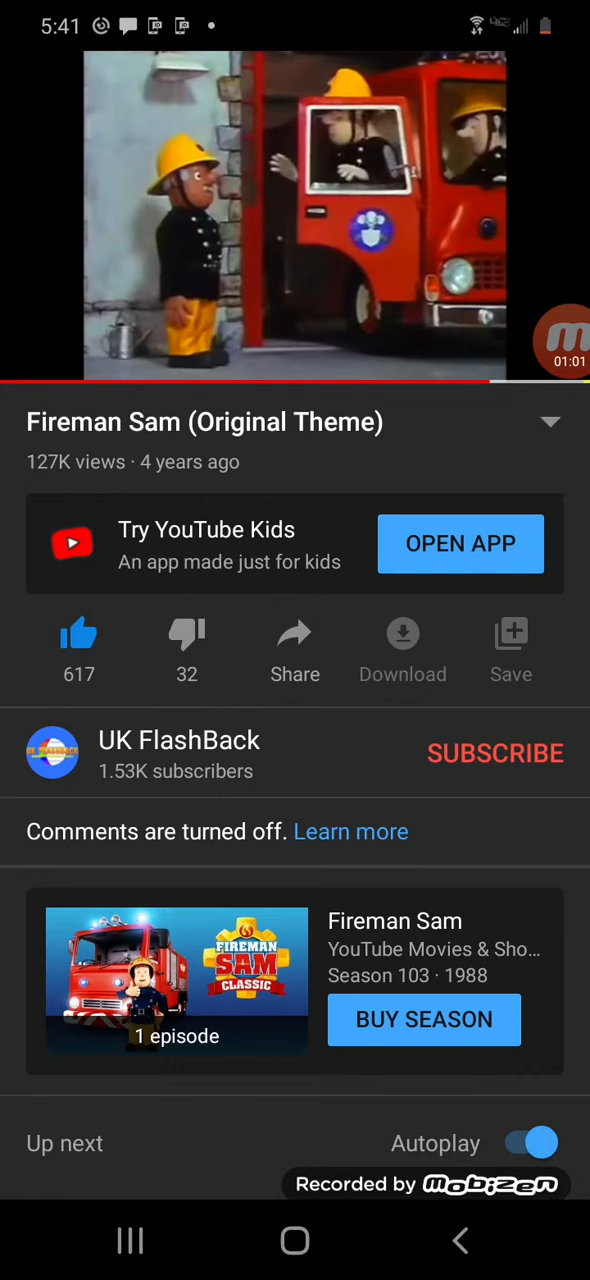 5:41
01:01
Fireman Sam (Original Theme)
127K views · 4 years ago
Try YouTube Kids
An app made just for kids
OPEN APP
617
32
Share
Download
Save
UK FlashBack
1.53K subscribers
SUBSCRIBE
Comments are turned off. Learn more
FIREMAN
SAM
CLASSIC
1 episode
Fireman Sam
YouTube Movies & Sho...
Season 103 · 1988
BUY SEASON
Up next
Autoplay
Recorded by mobizen